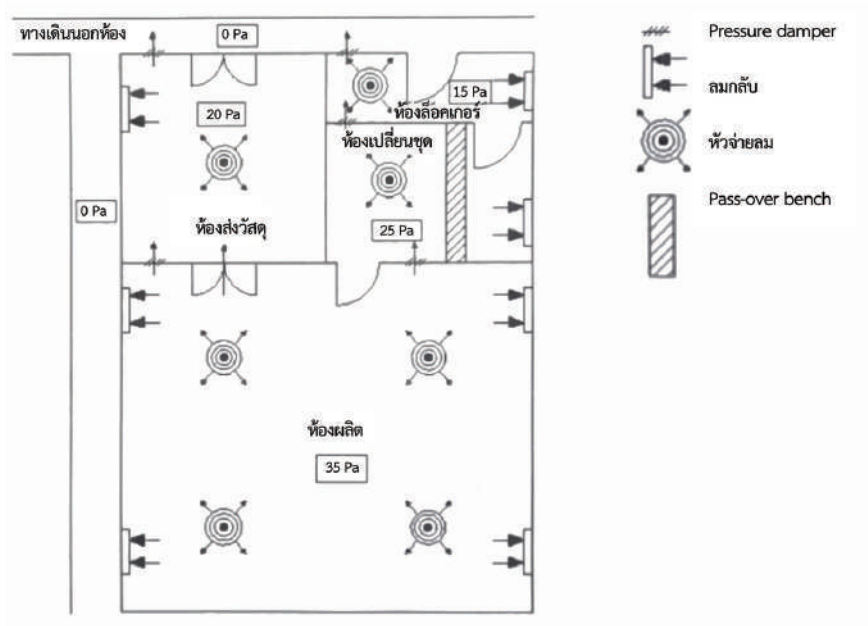 ทางเดินนอกห้อง
0 Pa
20 Pa
15 Pa
ห้องล็อคเกอร์
ห้องเปลี่ยนชุด
0 Pa
ห้องส่งวัสดุ
25 Pa
ห้องผลิต
35 Pa
Pressure damper
ลมกลับ
หัวจ่ายลม
Pass-over bench